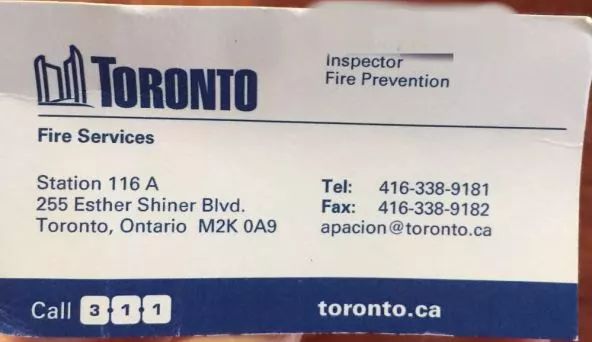 TORONTO
Inspector
Fire Prevention
Fire Services
Station 116 A
255 Esther Shiner Blvd.
Toronto, Ontario M2K 0A9
Tel: 416-338-9181
Fax: 416-338-9182
apacion@toronto.ca
Call 3 1 1
toronto.ca